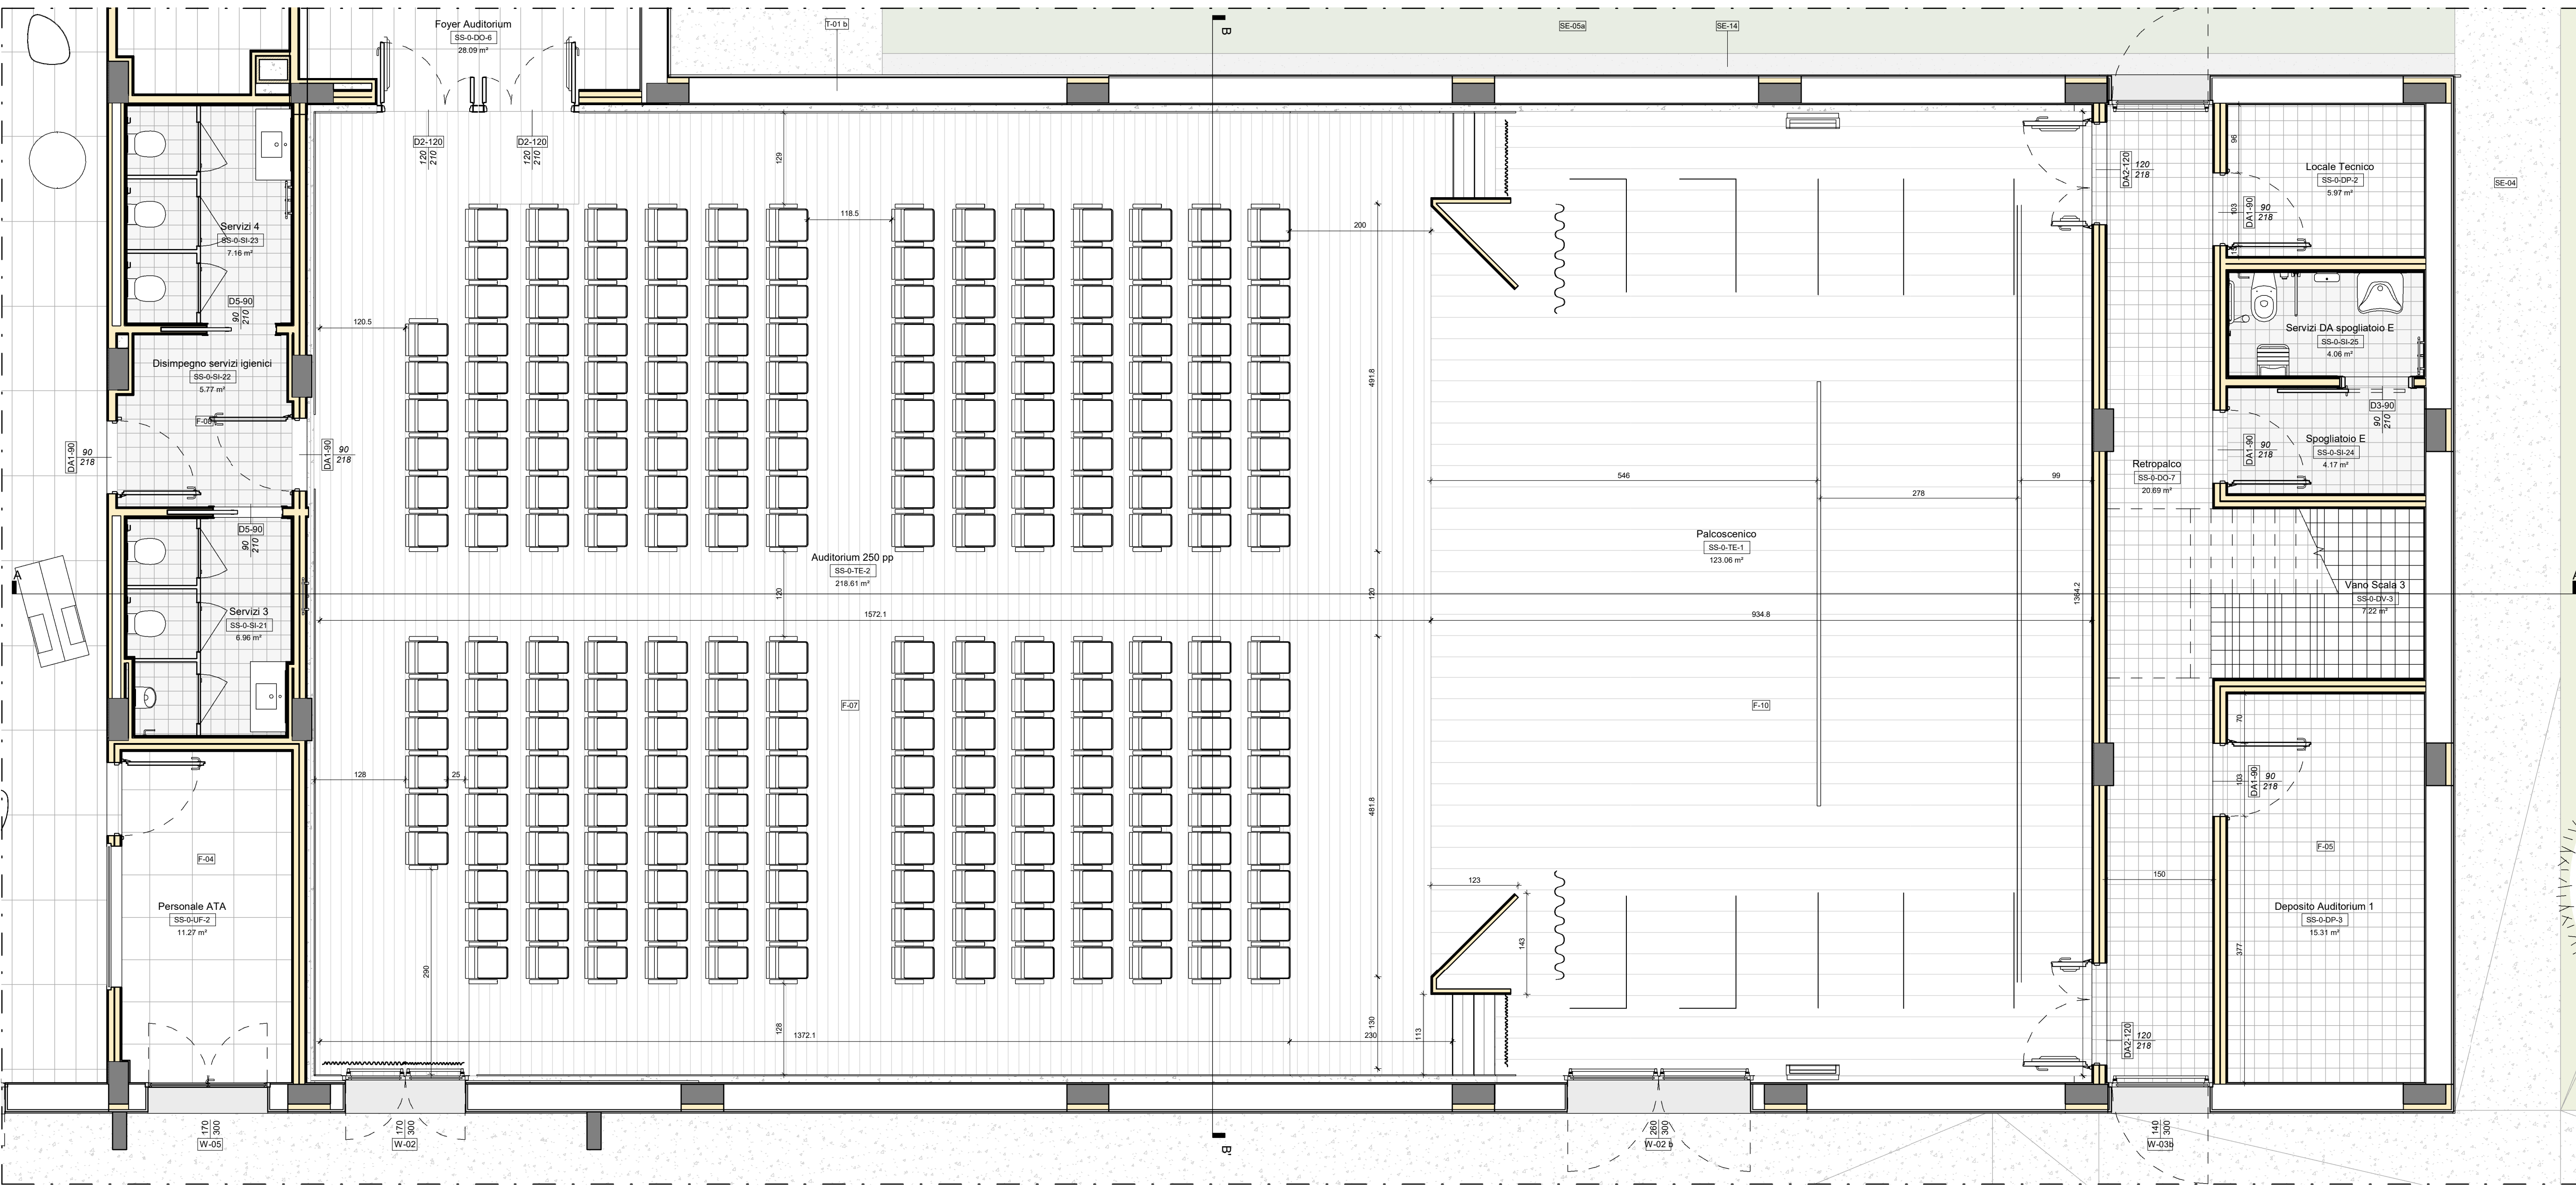 Foyer Auditorium
SS-0-DO-6
28.09 m²
T-01 b
B
SE-05a
SE-14
D2-120
120
210
D2-120
120
210
129
DA2-120
120
218
96
Locale Tecnico
SS-0-DP-2
5.97 m²
SE-04
DA1-90
90
218
103
Servizi 4
SS-0-SI-23
7.16 m²
118.5
200
D5-90
90
210
120.5
Servizi DA spogliatoio E
SS-0-SI-25
4.06 m²
Disimpegno servizi igienici
SS-0-SI-22
5.77 m²
491.8
F-08
D3-90
90
210
DA1-90
90
218
DA1-90
90
218
DA1-90
90
218
Spogliatoio E
SS-0-SI-24
4.17 m²
Retropalco
SS-0-DO-7
20.69 m²
546
278
99
D5-90
90
210
Palcoscenico
SS-0-TE-1
123.06 m²
Auditorium 250 pp
SS-0-TE-2
218.61 m²
A
A
120
120
1364.2
Vano Scala 3
SS-0-DV-3
7.22 m²
Servizi 3
SS-0-SI-21
6.96 m²
1572.1
934.8
F-07
F-10
70
128
25
103
DA1-90
90
218
481.8
F-04
F-05
150
123
Personale ATA
SS-0-UF-2
11.27 m²
Deposito Auditorium 1
SS-0-DP-3
15.31 m²
143
377
290
128
1372.1
130
230
113
DA2-120
120
218
170
300
W-05
170
300
W-02
B'
260
300
W-02 b
140
300
W-03b